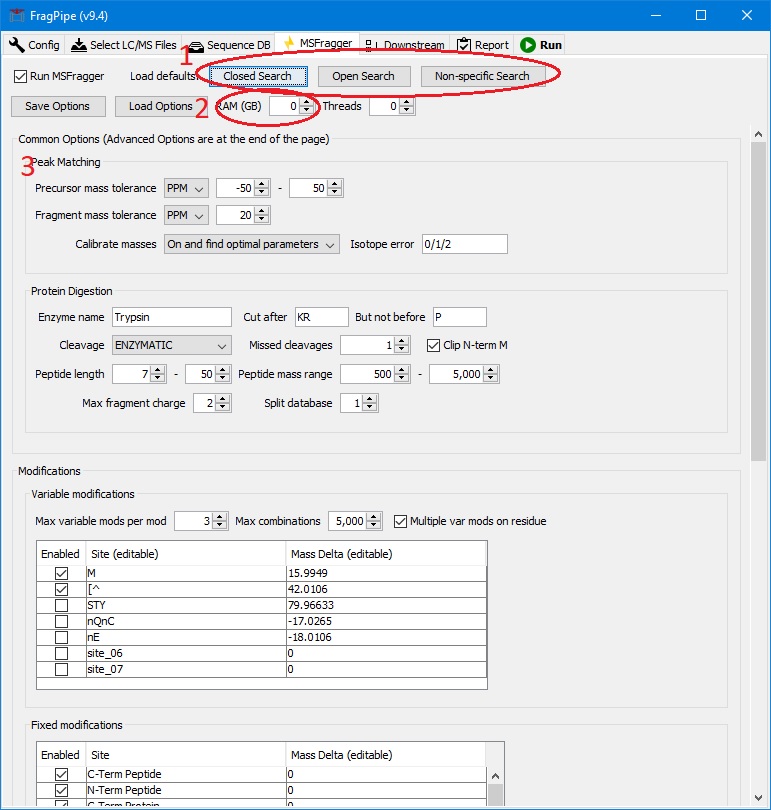 FragPipe (v9.4)
Config Select LC/MS Files Sequence DB MSFragger Downstream Report Run
1
Run MSFragger Load defaults: Closed Search Open Search Non-specific Search
Save Options Load Options 2 RAM (GB) 0 Threads 0
Common Options (Advanced Options are at the end of the page)
3
Peak Matching
Precursor mass tolerance PPM -50 - 50
Fragment mass tolerance PPM 20
Calibrate masses On and find optimal parameters Isotope error 0/1/2
Protein Digestion
Enzyme name Trypsin Cut after KR But not before P
Cleavage ENZYMATIC Missed cleavages 1 Clip N-term M
Peptide length 7 - 50 Peptide mass range 500 - 5,000
Max fragment charge 2 Split database 1
Modifications
Variable modifications
Max variable mods per mod 3 Max combinations 5,000 Multiple var mods on residue
Enabled Site (editable) Mass Delta (editable)
M 15.9949
[^ 42.0106
STY 79.96633
nQnC -17.0265
nE -18.0106
site_06 0
site_07 0
Fixed modifications
Enabled Site Mass Delta (editable)
C-Term Peptide 0
N-Term Peptide 0
C-Term Protein 0